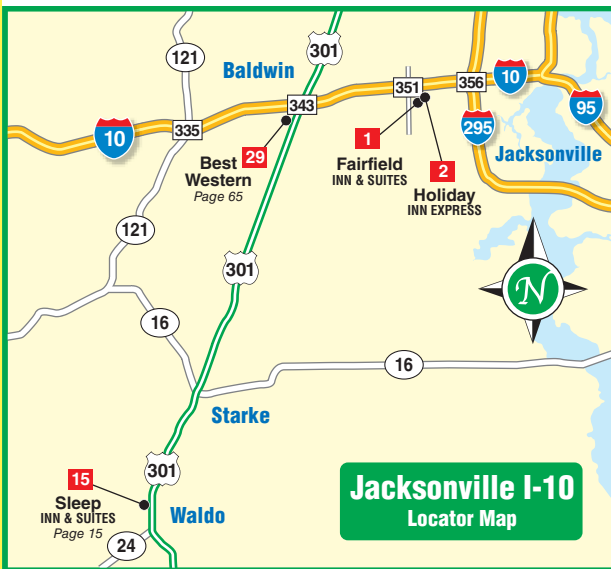 301
121
Baldwin
10
356
351
343
335
10
95
295
1
Fairfield
INN & SUITES
2
Holiday
INN EXPRESS
Jacksonville
29
Best
Western
Page 65
121
301
N
16
16
Starke
301
15
Sleep
INN & SUITES
Page 15
Waldo
24
Jacksonville I-10
Locator Map